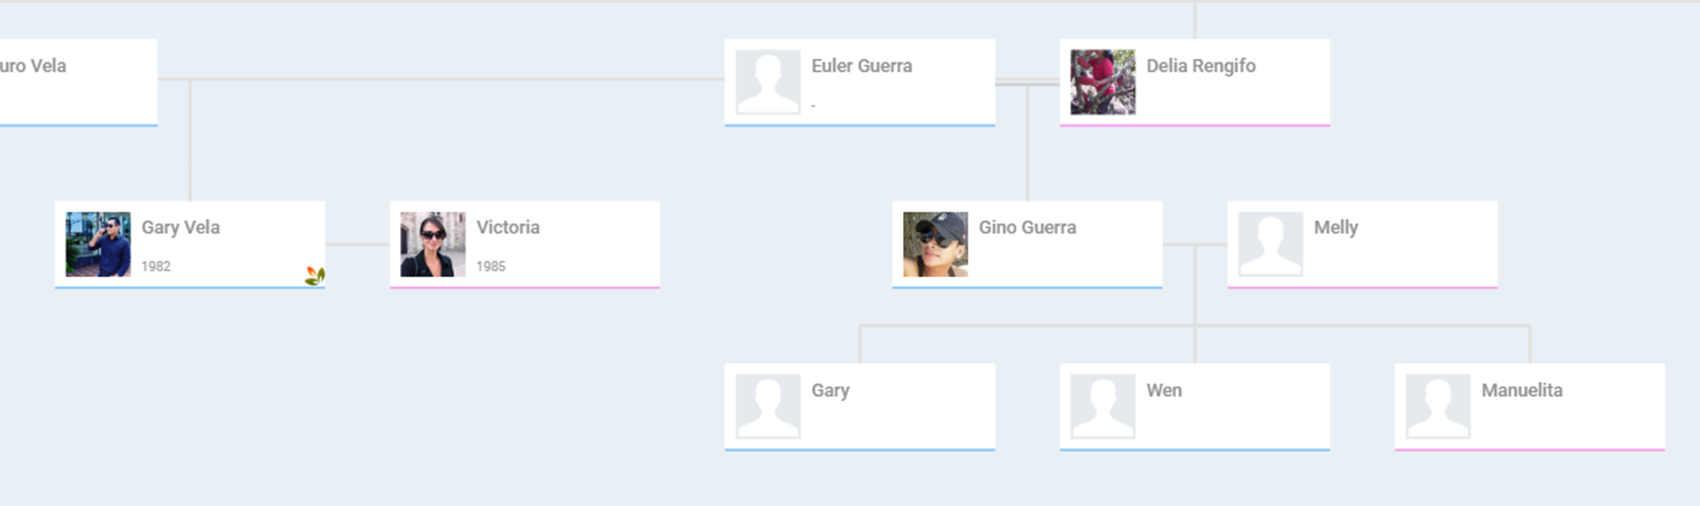 uro Vela
Euler Guerra
-
Delia Rengifo
Gary Vela
1982
Victoria
1985
Gino Guerra
Melly
Gary
Wen
Manuelita